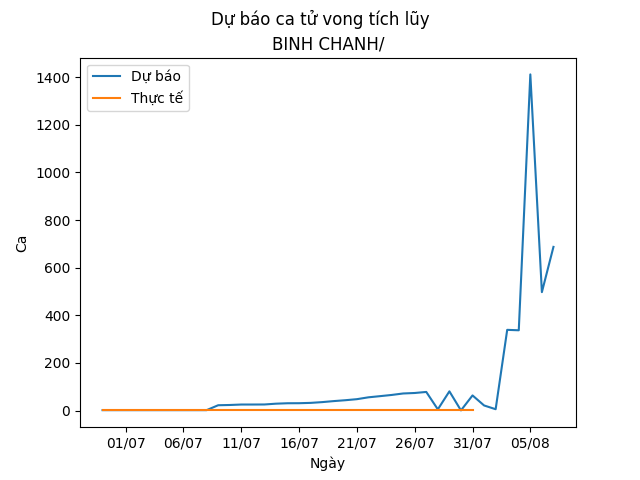 Dự báo ca tử vong tích lũy
BINH CHANH/
Dự báo
Thực tế
1400
1200
1000
800
600
400
200
0
Ca
01/07 06/07 11/07 16/07 21/07 26/07 31/07 05/08
Ngày